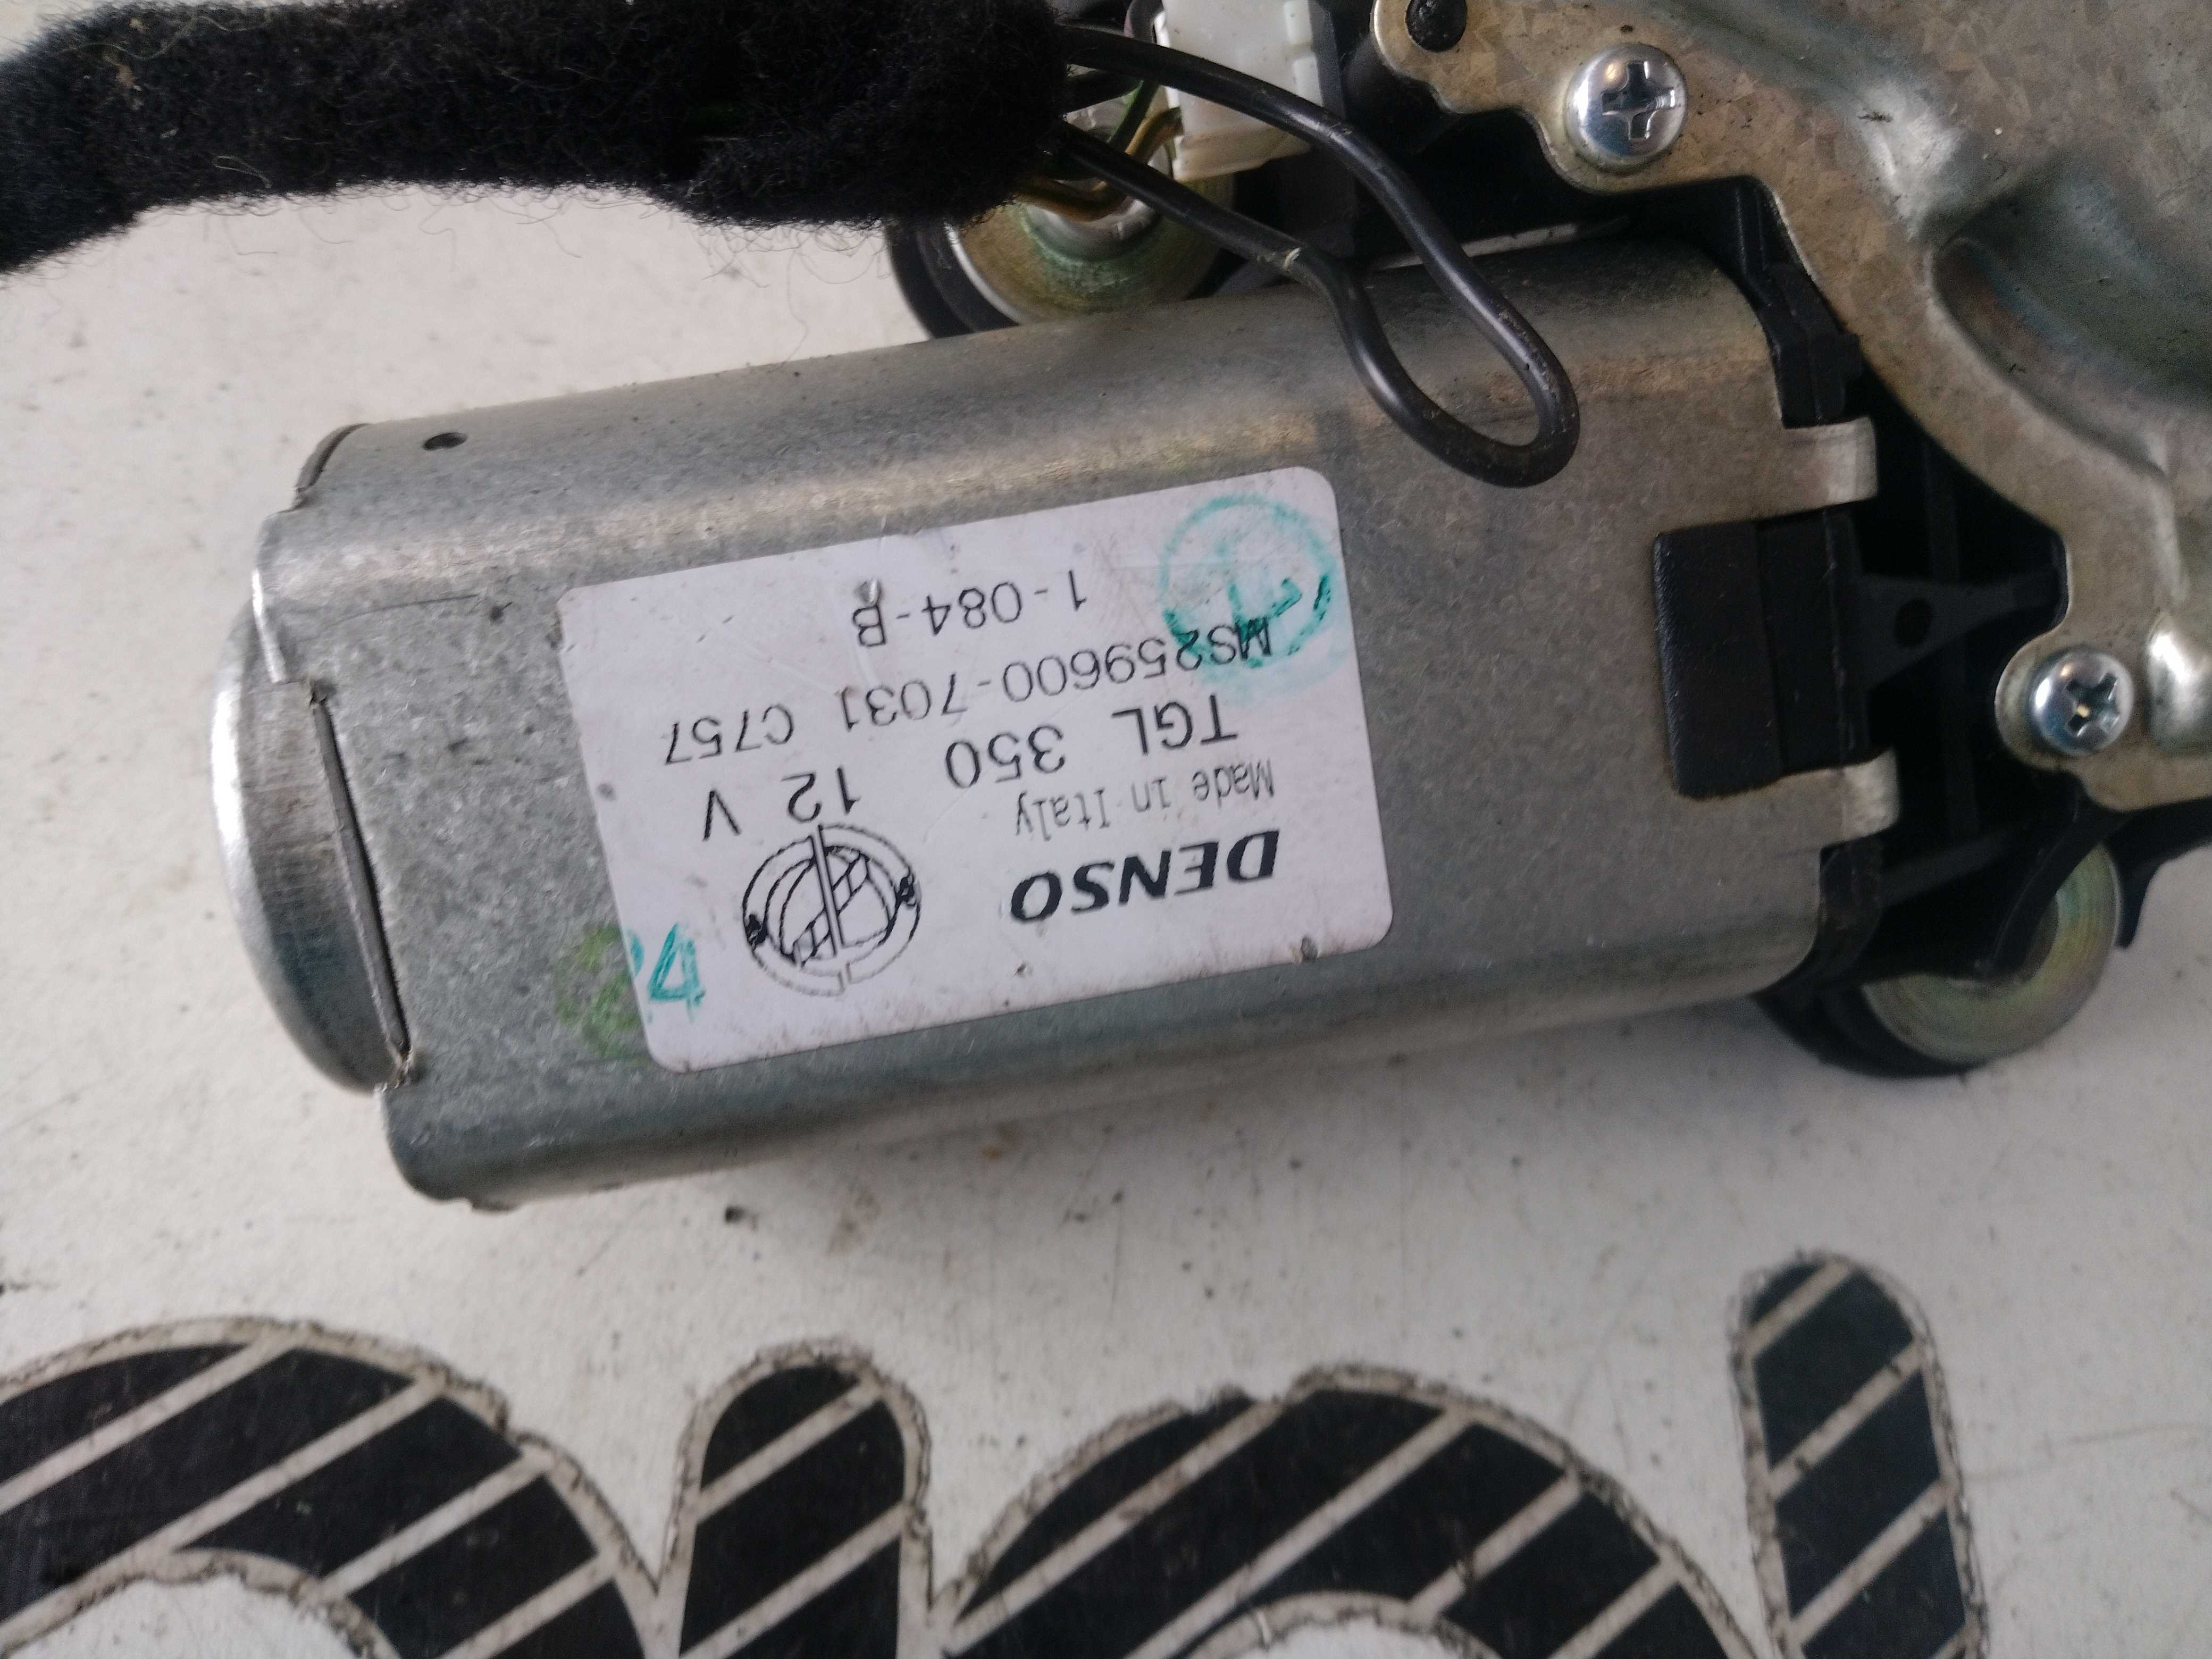 DENSO
Made in Italy
TGL 350 12 V
MS259600-7031 C757
1-084-B